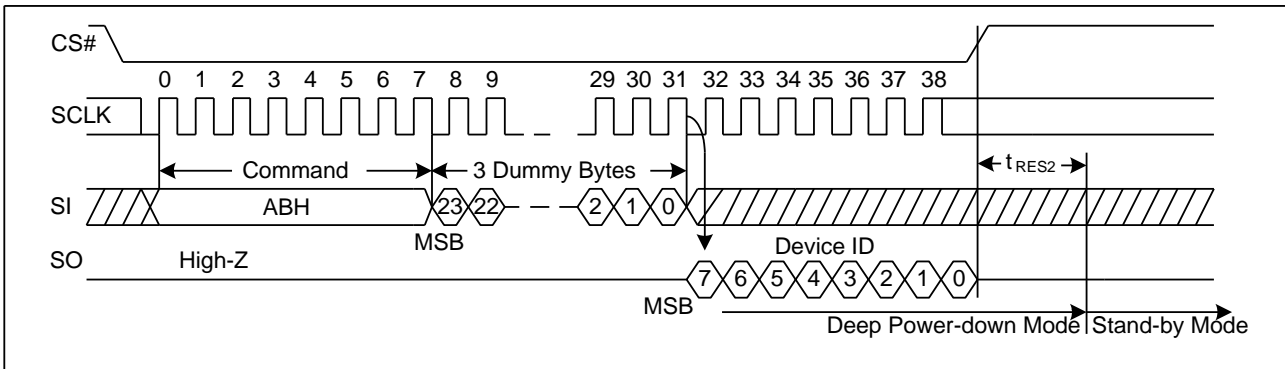 CS#
0 1 2 3 4 5 6 7 8 9 29 30 31 32 33 34 35 36 37 38
SCLK
Command 3 Dummy Bytes tRES2
SI ABH 23 22 2 1 0
MSB Device ID
SO High-Z 7 6 5 4 3 2 1 0
MSB
Deep Power-down Mode Stand-by Mode